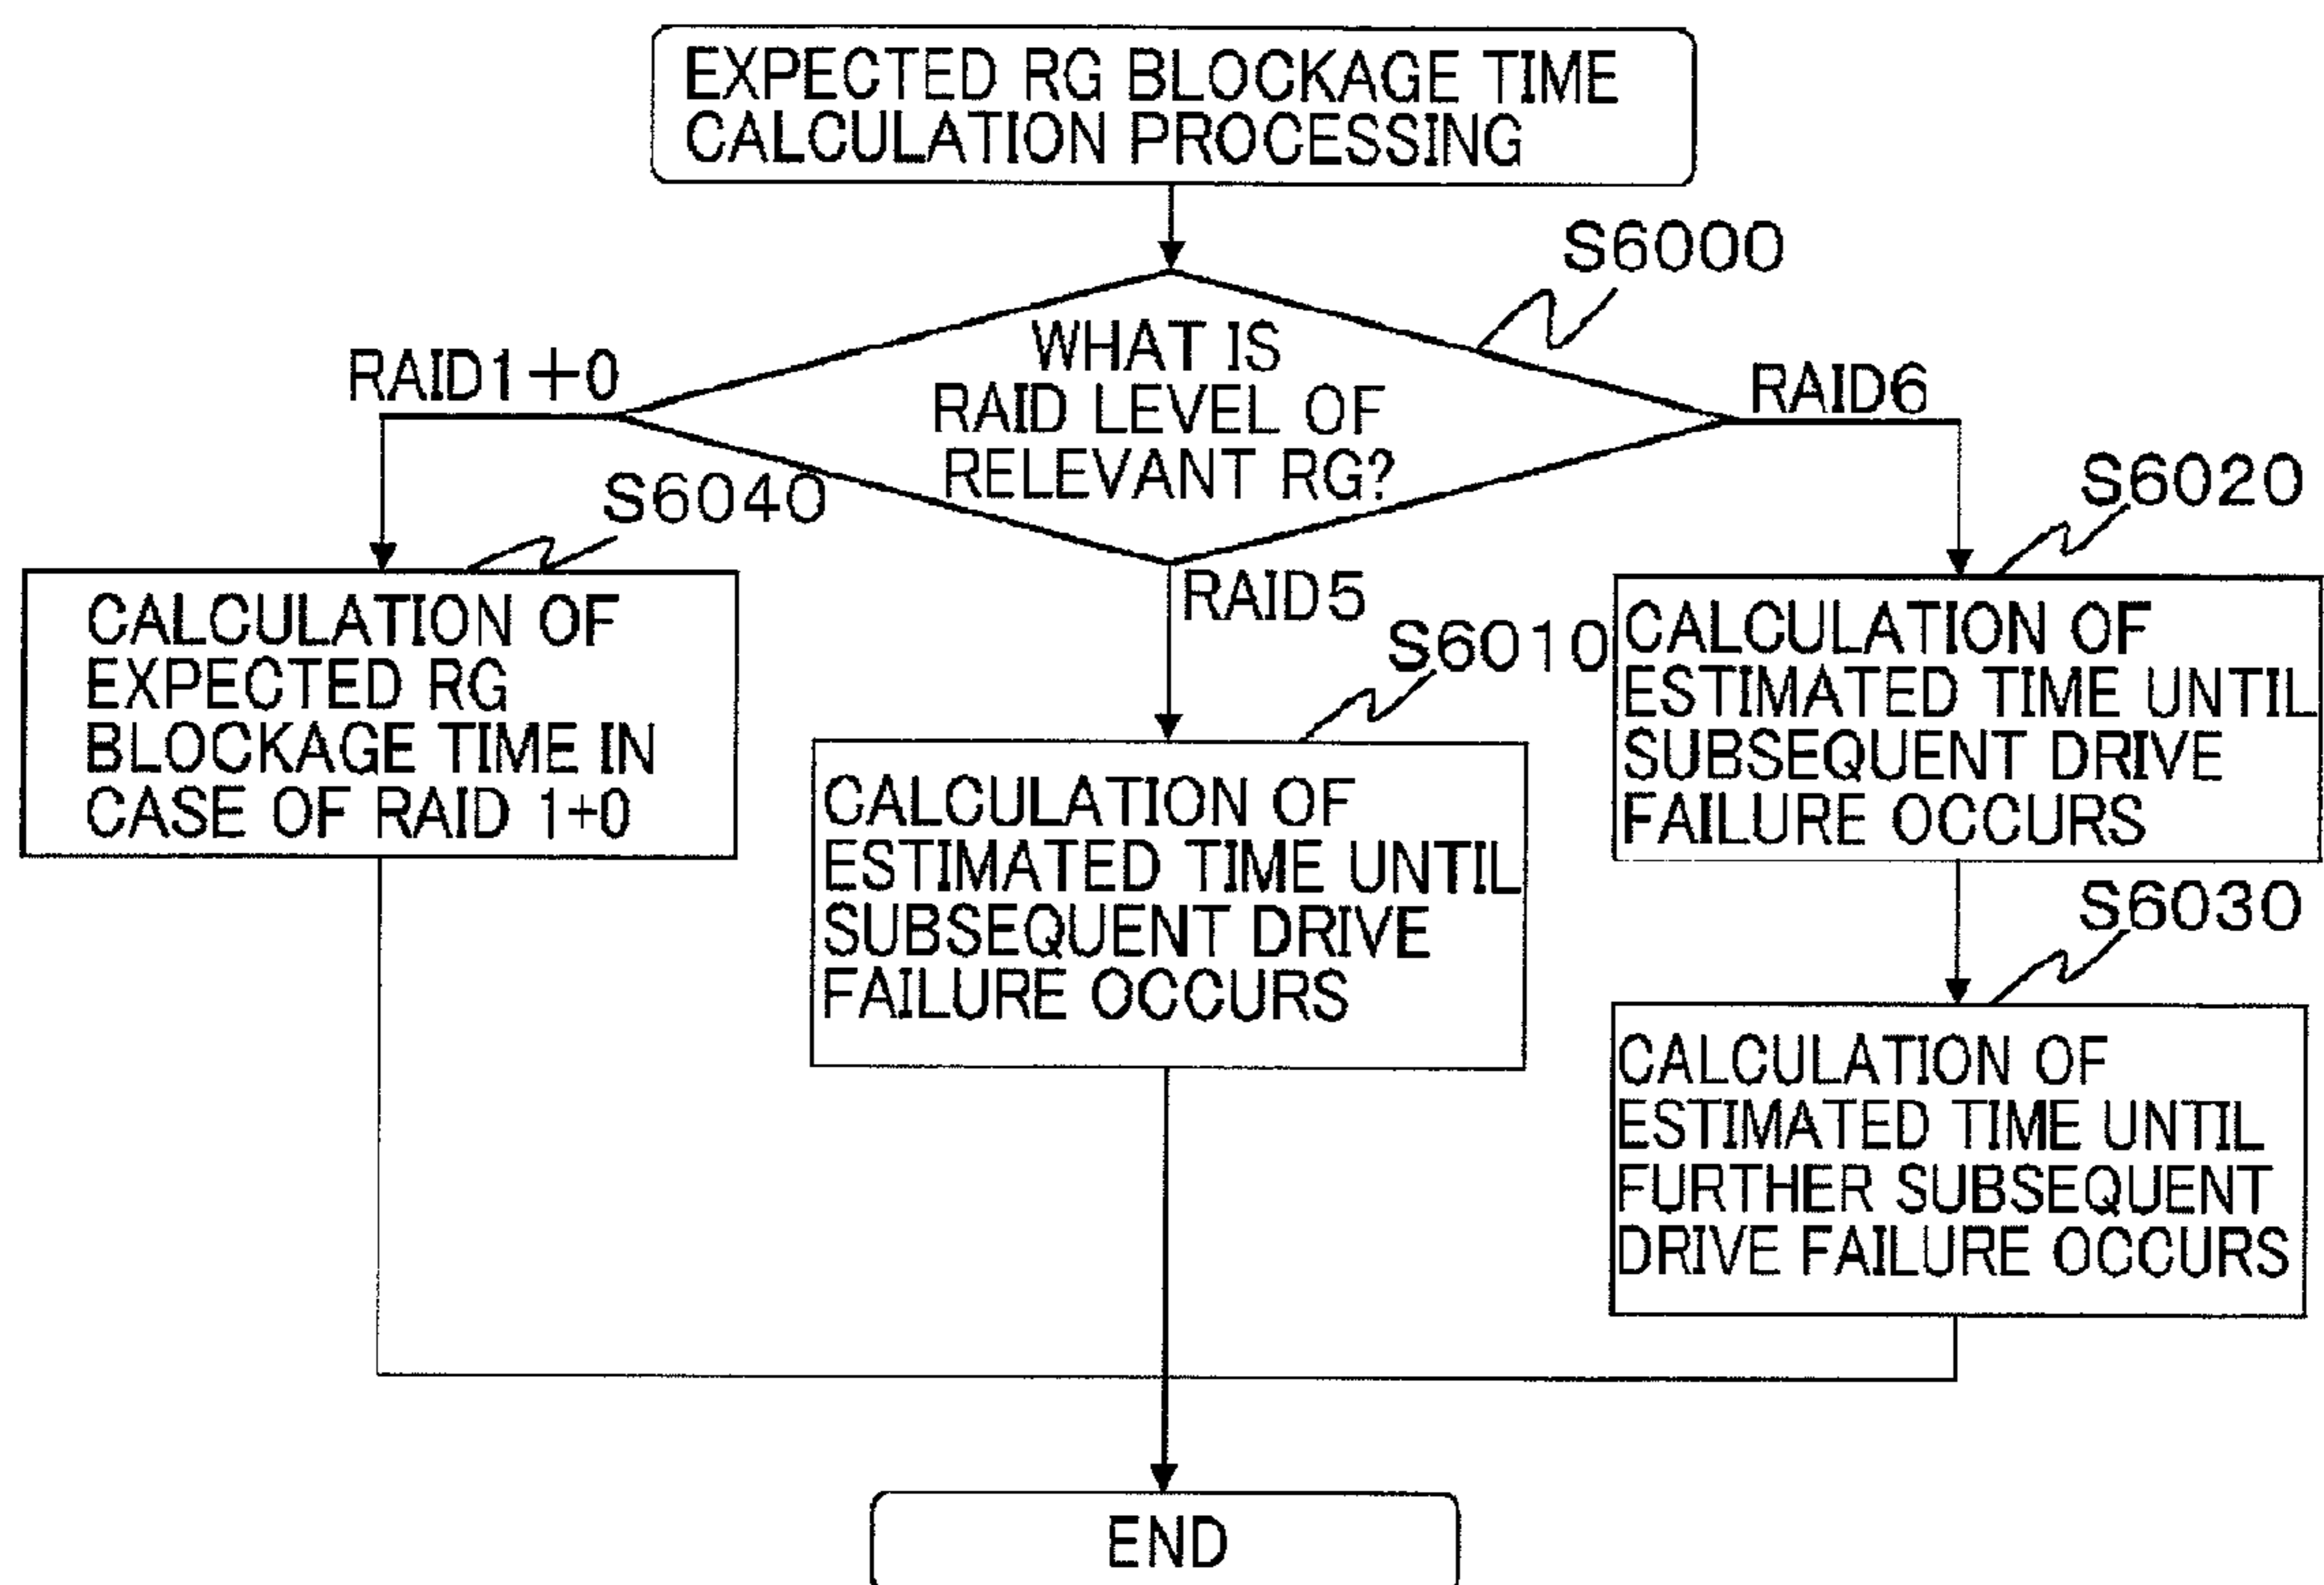 EXPECTED RG BLOCKAGE TIME
CALCULATION PROCESSING
S6000
WHAT IS
RAID LEVEL OF
RELEVANT RG?
RAID1+0
RAID6
RAID5
S6040
CALCULATION OF
EXPECTED RG
BLOCKAGE TIME IN
CASE OF RAID 1+0
S6010
CALCULATION OF
ESTIMATED TIME UNTIL
SUBSEQUENT DRIVE
FAILURE OCCURS
S6020
CALCULATION OF
ESTIMATED TIME UNTIL
SUBSEQUENT DRIVE
FAILURE OCCURS
S6030
CALCULATION OF
ESTIMATED TIME UNTIL
FURTHER SUBSEQUENT
DRIVE FAILURE OCCURS
END